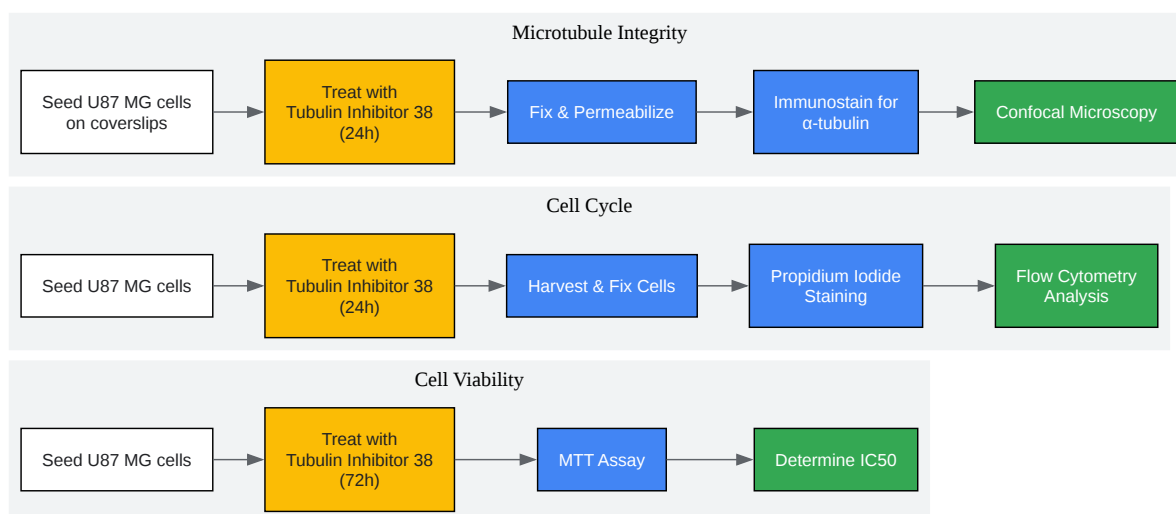 Microtubule Integrity
Seed U87 MG cells
on coverslips
Treat with
Tubulin Inhibitor 38
(24h)
Fix & Permeabilize
Immunostain for
α-tubulin
Confocal Microscopy
Cell Cycle
Seed U87 MG cells
Treat with
Tubulin Inhibitor 38
(24h)
Harvest & Fix Cells
Propidium Iodide
Staining
Flow Cytometry
Analysis
Cell Viability
Seed U87 MG cells
Treat with
Tubulin Inhibitor 38
(72h)
MTT Assay
Determine IC50